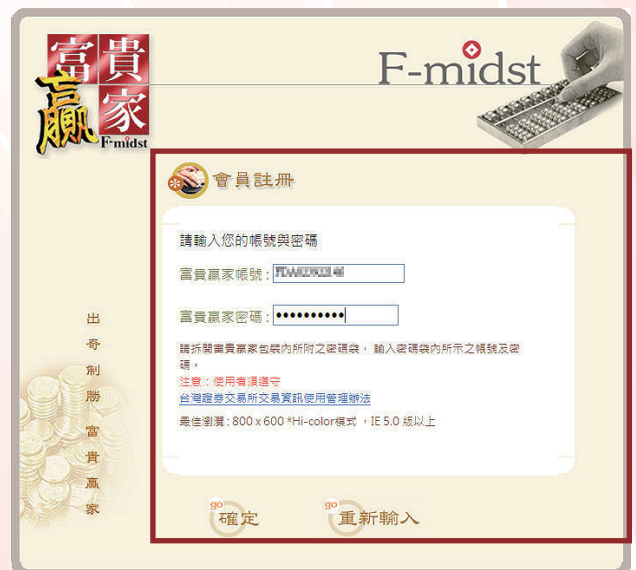 富貴
贏家
F-midst
F-midst
會員註冊
請輸入您的帳號與密碼
富貴贏家帳號：
富貴贏家密碼：●●●●●●●●●●
請拆開富貴贏家包裝內所附之密碼袋， 輸入密碼袋內所示之帳號及密
碼。
注意：使用者須遵守
台灣證券交易所交易資訊使用管理辦法
最佳瀏覽：800 x 600 *Hi-color模式 ，IE 5.0 版以上
go 確定
go 重新輸入
出奇制勝 富貴贏家